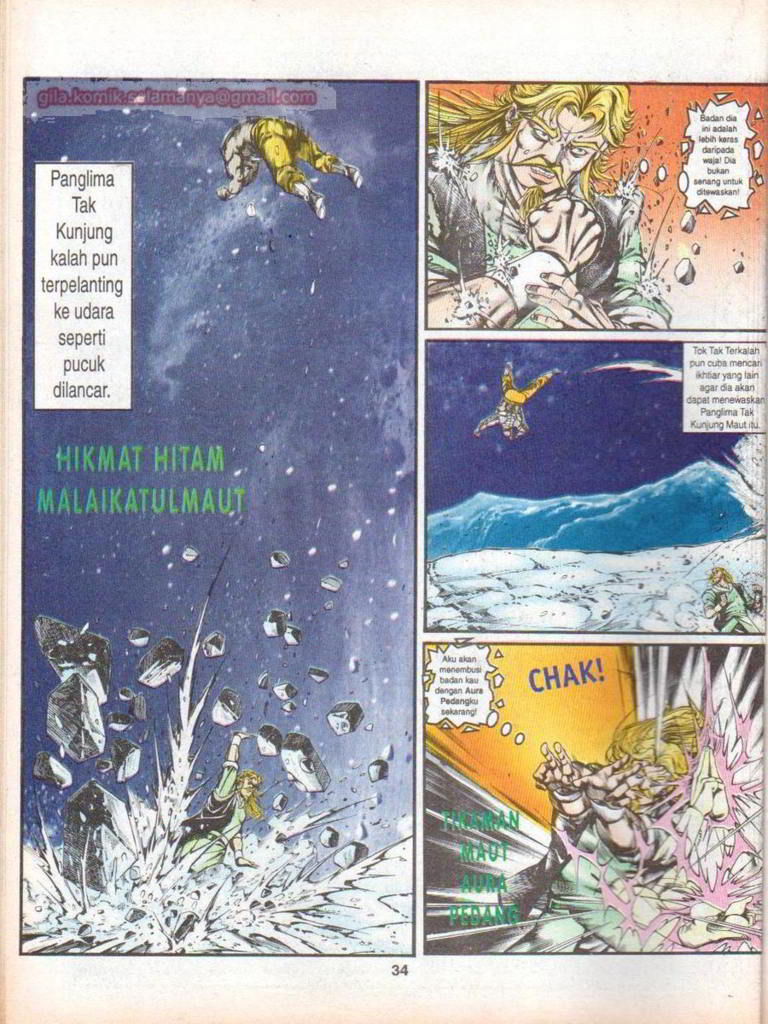 gila.komik.selamanya@gmail.com
Panglima
Tak
Kunjung
kalah pun
terpelanting
ke udara
seperti
pucuk
dilancar.
HIKMAT HITAM
MALAIKATULMAUT
Badan dia
ini adalah
lebih keras
daripada
waja! Dia
bukan
senang untuk
ditewaskan!
Tok Tak Terkalah
pun cuba mencari
ikhtiar yang lain
agar dia akan
dapat menewaskan
Panglima Tak
Kunjung Maut itu.
Aku akan
menembusi
badan kau
dengan Aura
Pedangku
sekarang!
CHAK!
TIKAMAN
MAUT
AURA
PEDANG
34